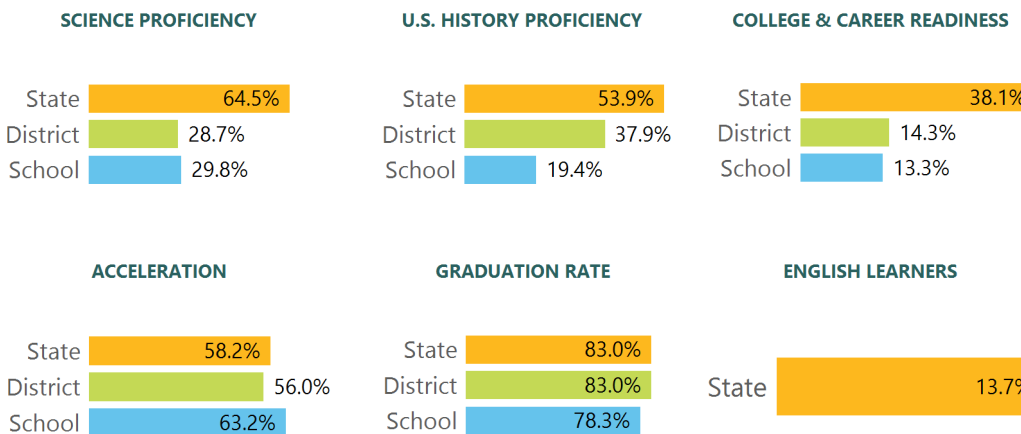 SCIENCE PROFICIENCY
State 64.5%
District 28.7%
School 29.8%
U.S. HISTORY PROFICIENCY
State 53.9%
District 37.9%
School 19.4%
COLLEGE & CAREER READINESS
State 38.1%
District 14.3%
School 13.3%
ACCELERATION
State 58.2%
District 56.0%
School 63.2%
GRADUATION RATE
State 83.0%
District 83.0%
School 78.3%
ENGLISH LEARNERS
State 13.7%